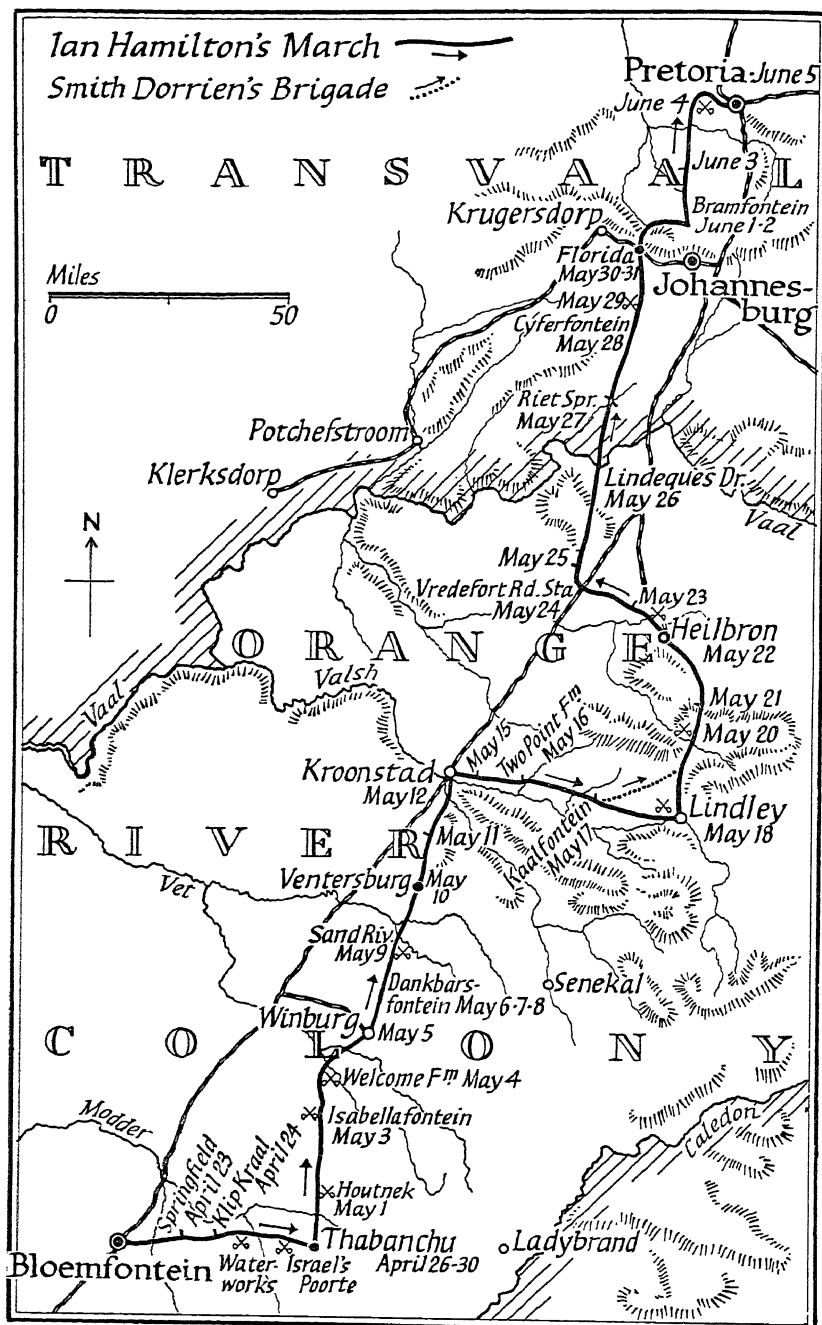 Ian Hamilton's March
Smith Dorrien's Brigade
Pretoria-June 5
June 4
TRANSVAAL
June 3
Bramfontein
June 1-2
Krugersdorp
Florida
May 30-31
Johannes-
burg
Miles
0 50
May 29
Cyferfontein
May 28
Riet Spr.
May 27
Potchefstroom
Klerksdorp
Lindeques Dr.
May 26
Vaal
N
May 25
Vredefort Rd. Sta
May 24
May 23
Heilbron
May 22
ORANGE
Vaal
Valsh
May 21
May 20
May 15
Two Point Fm
May 16
Kroonstad
May 12
Kaalfontein
May 17
Lindley
May 18
RIVER
May 11
Vet
Ventersburg
May
10
Sand Riv.
May 9
Dankbars-
fontein May 6-7-8
Senekal
Winburg
May 5
COLONY
Welcome Fm May 4
Isabellafontein
May 3
Modder
Caledon
Springfield
April 23
Klip Kraal
April 24
Houtnek
May 1
Bloemfontein
Water-
works
Israel's
Poorte
Thabanchu
April 26-30
Ladybrand